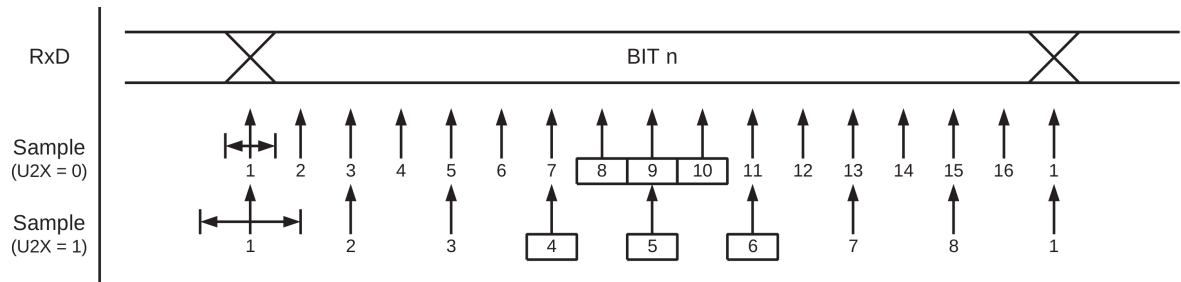 RxD BIT n
Sample
(U2X = 0) 1 2 3 4 5 6 7 8 9 10 11 12 13 14 15 16 1
Sample
(U2X = 1) 1 2 3 4 5 6 7 8 1